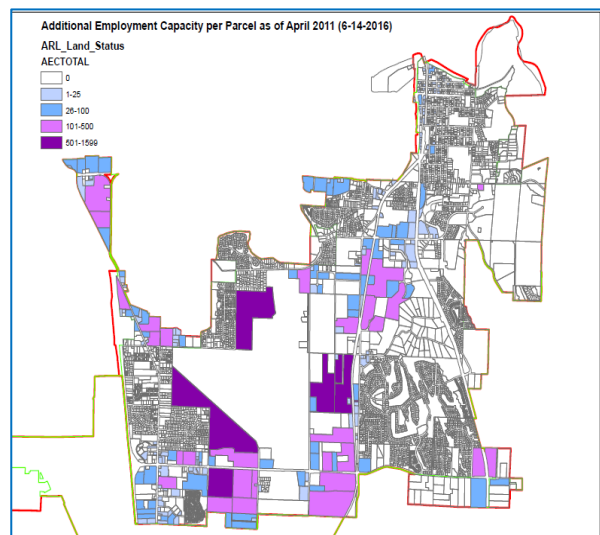 Additional Employment Capacity per Parcel as of April 2011 (6-14-2016)
ARL_Land_Status
AECTOTAL
0
1-25
26-100
101-500
501-1599